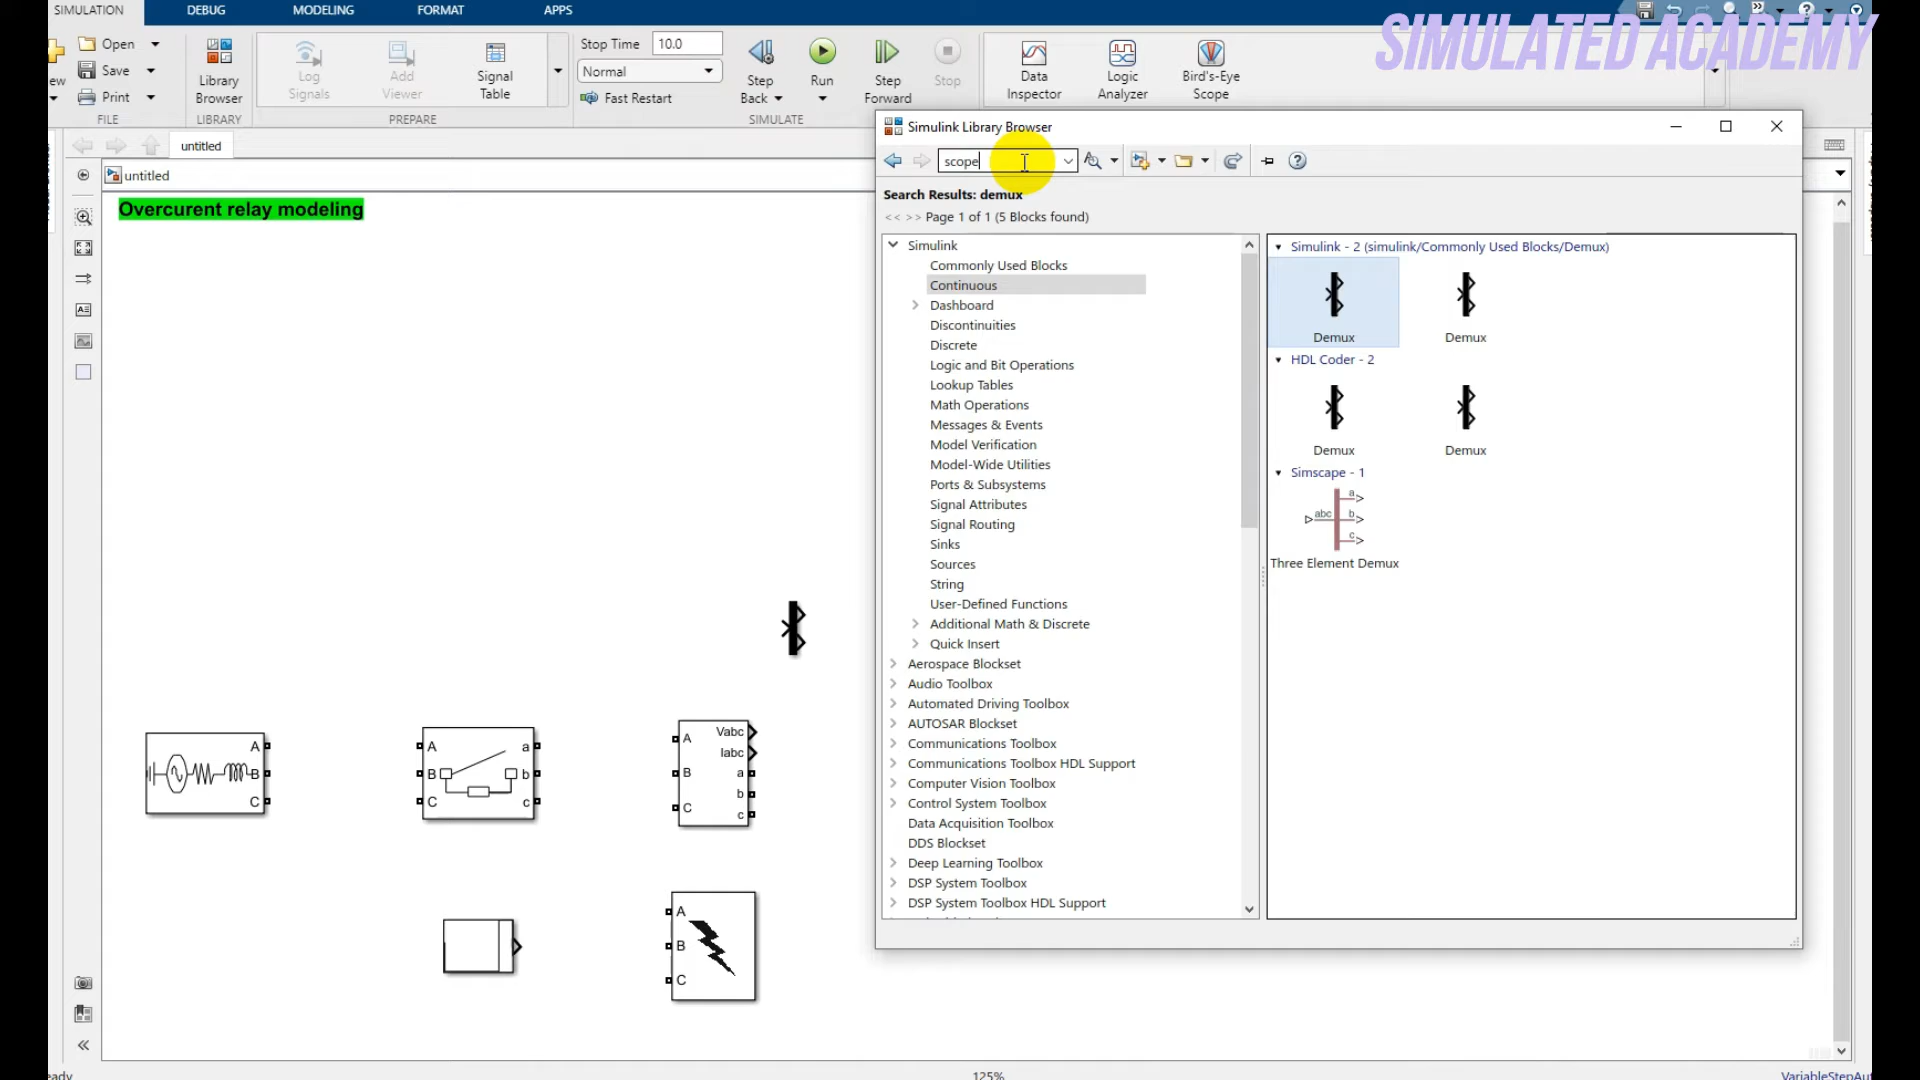 SIMULATION DEBUG MODELING FORMAT APPS
SIMULATED ACADEMY
Open
Save
Print
FILE
Library Browser
LIBRARY
Log Signals
Add Viewer
Signal Table
PREPARE
Stop Time 10.0
Normal
Fast Restart
Step Back
Run
Step Forward
Stop
SIMULATE
Data Inspector
Logic Analyzer
Bird's-Eye Scope
untitled
untitled
Overcurent relay modeling
A
B
C
A
B
C
a
b
c
A
B
C
Vabc
Iabc
a
b
c
A
B
C
Simulink Library Browser
scope
Search Results: demux
<< >> Page 1 of 1 (5 Blocks found)
Simulink
Commonly Used Blocks
Continuous
Dashboard
Discontinuities
Discrete
Logic and Bit Operations
Lookup Tables
Math Operations
Messages & Events
Model Verification
Model-Wide Utilities
Ports & Subsystems
Signal Attributes
Signal Routing
Sinks
Sources
String
User-Defined Functions
Additional Math & Discrete
Quick Insert
Aerospace Blockset
Audio Toolbox
Automated Driving Toolbox
AUTOSAR Blockset
Communications Toolbox
Communications Toolbox HDL Support
Computer Vision Toolbox
Control System Toolbox
Data Acquisition Toolbox
DDS Blockset
Deep Learning Toolbox
DSP System Toolbox
DSP System Toolbox HDL Support
Simulink - 2 (simulink/Commonly Used Blocks/Demux)
Demux Demux
HDL Coder - 2
Demux Demux
Simscape - 1
abc
a
b
c
Three Element Demux
125%